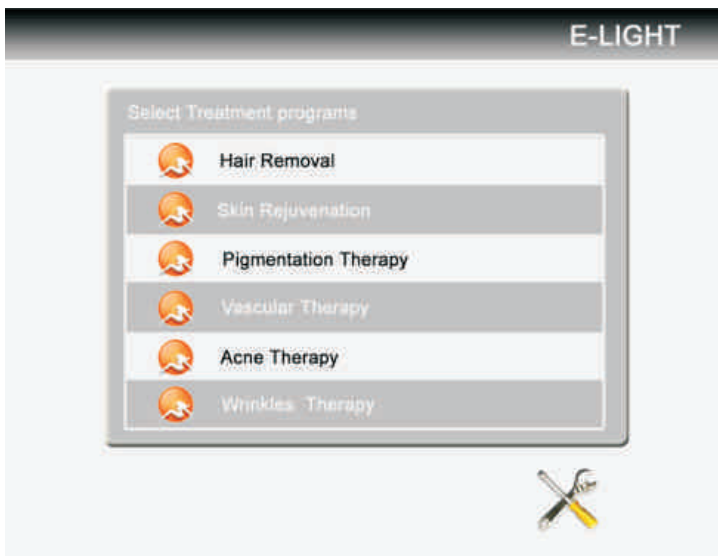 E-LIGHT
Select Treatment programs
Hair Removal
Skin Rejuvenation
Pigmentation Therapy
Vascular Therapy
Acne Therapy
Wrinkles Therapy